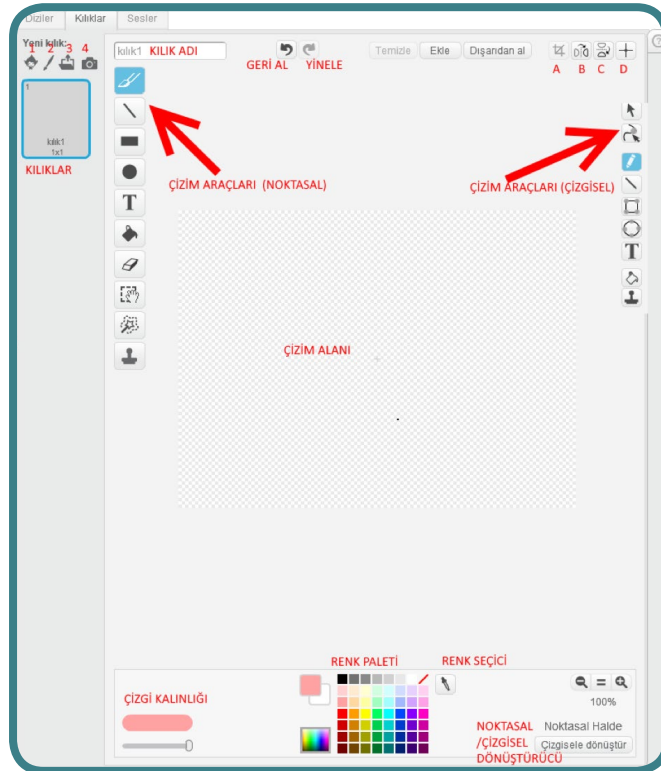 Diziler Kılıklar Sesler
Yeni kılık:
1 2 3 4
kılık1 KILIK ADI
GERİ AL YİNELE
Temizle Ekle Dışarıdan al
A B C D
1
kılık1
1x1
KILIKLAR
ÇİZİM ARAÇLARI (NOKTASAL)
ÇİZİM ARAÇLARI (ÇİZGİSEL)
T
T
ÇİZİM ALANI
RENK PALETİ RENK SEÇİCİ
ÇİZGİ KALINLIĞI
100%
NOKTASAL
/ÇİZGİSEL
DÖNÜŞTÜRÜCÜ
Noktasal Halde
Çizgisele dönüştür